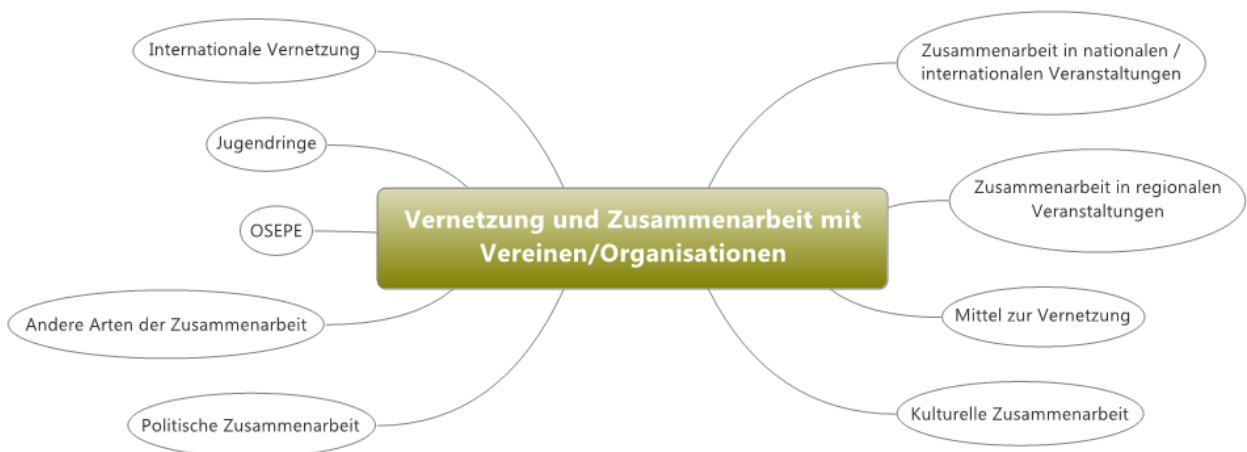 Internationale Vernetzung
Jugendringe
OSEPE
Andere Arten der Zusammenarbeit
Politische Zusammenarbeit
Vernetzung und Zusammenarbeit mit
Vereinen/Organisationen
Zusammenarbeit in nationalen /
internationalen Veranstaltungen
Zusammenarbeit in regionalen
Veranstaltungen
Mittel zur Vernetzung
Kulturelle Zusammenarbeit